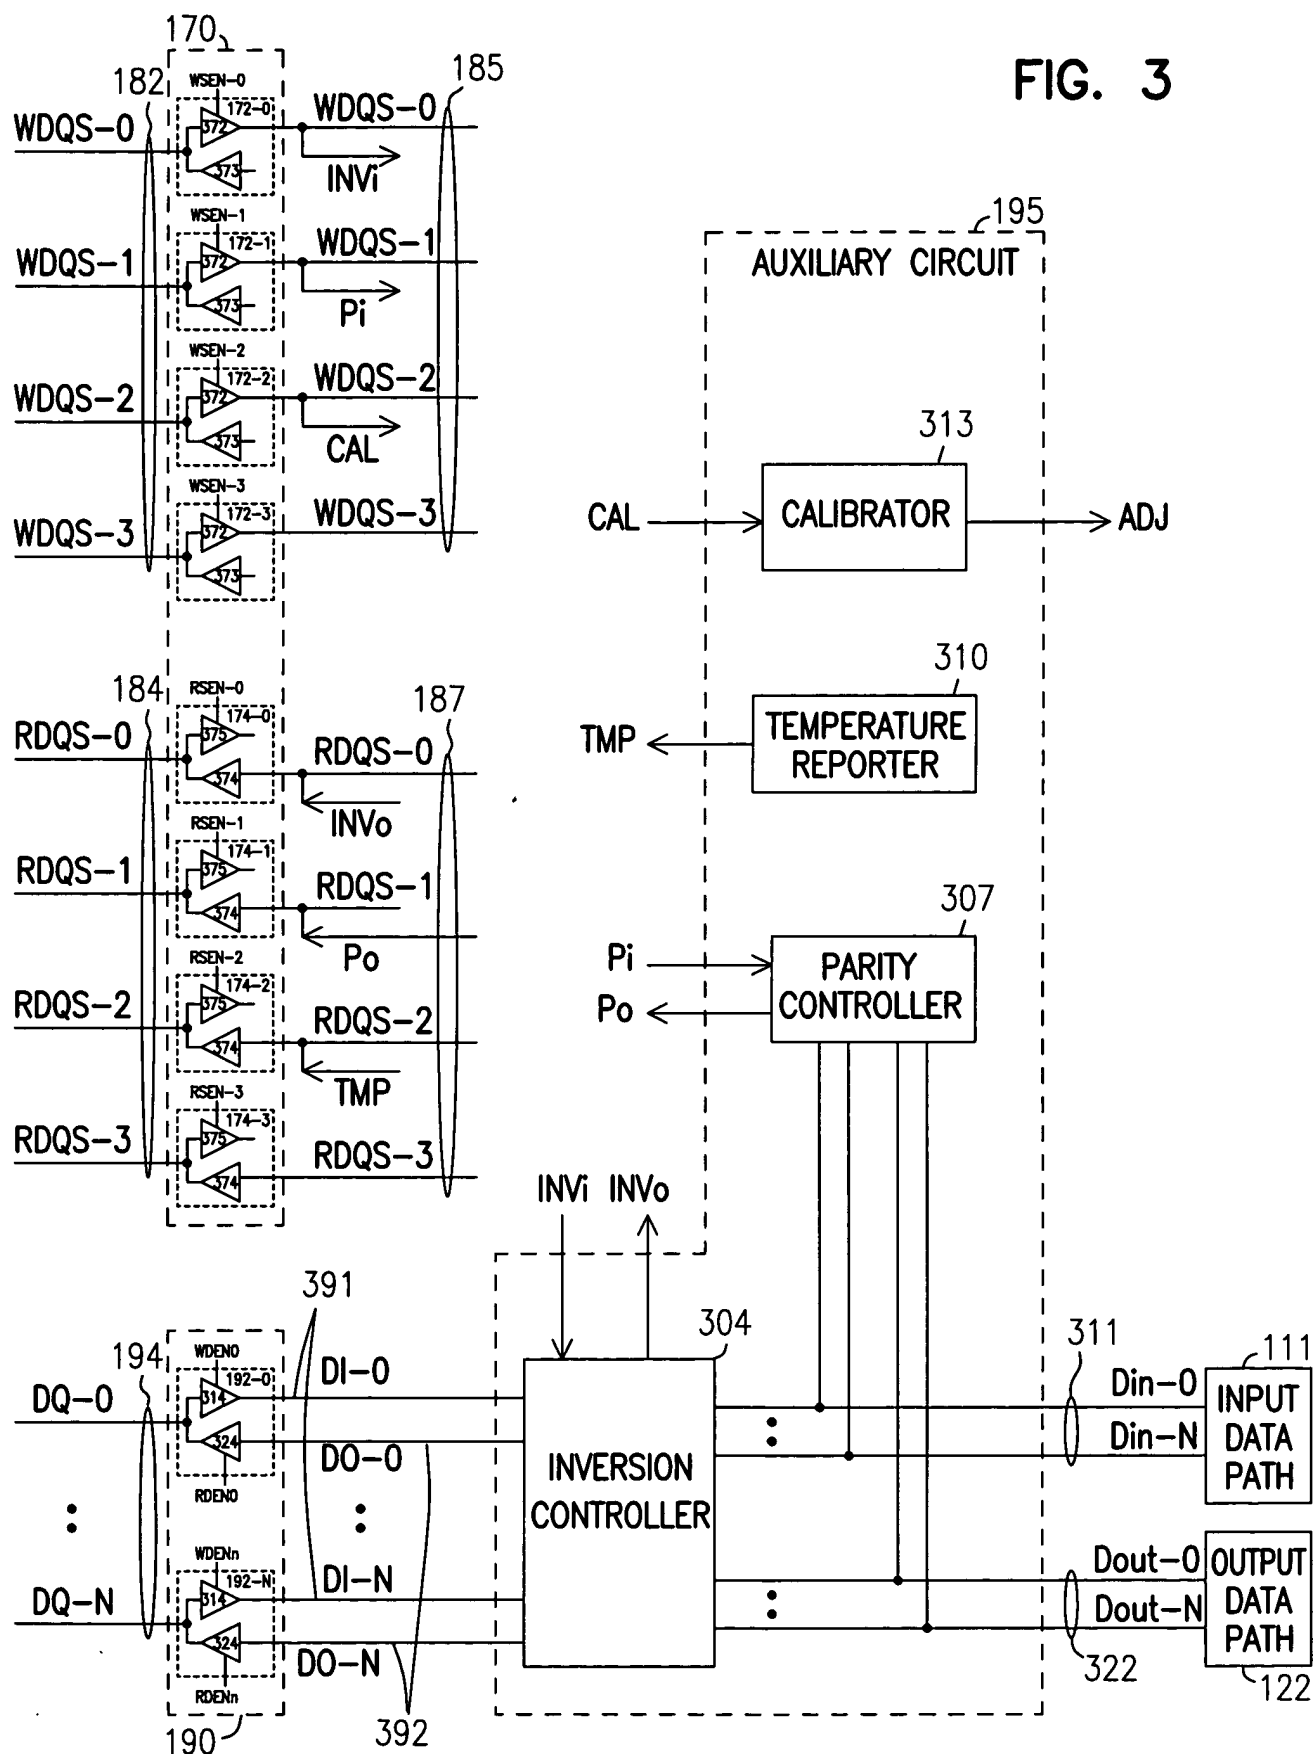 FIG. 3
170
182
185
WSEN-0
172-0
372
373
WDQS-0
WDQS-0
INVi
WSEN-1
172-1
372
373
WDQS-1
WDQS-1
Pi
WSEN-2
172-2
372
373
WDQS-2
WDQS-2
CAL
WSEN-3
172-3
372
373
WDQS-3
WDQS-3
184
187
RSEN-0
174-0
375
374
RDQS-0
RDQS-0
INVo
RSEN-1
174-1
375
374
RDQS-1
RDQS-1
Po
RSEN-2
174-2
375
374
RDQS-2
RDQS-2
TMP
RSEN-3
174-3
375
374
RDQS-3
RDQS-3
195
AUXILIARY CIRCUIT
313
CAL
CALIBRATOR
ADJ
310
TMP
TEMPERATURE
REPORTER
307
Pi
Po
PARITY
CONTROLLER
INVi INVo
304
INVERSION
CONTROLLER
391
194
WDEN0
192-0
314
324
RDEN0
DQ-0
DI-0
DO-0
WDENn
192-N
314
324
RDENn
DQ-N
DI-N
DO-N
190
392
311
Din-0
Din-N
111
INPUT
DATA
PATH
Dout-0
Dout-N
322
OUTPUT
DATA
PATH
122